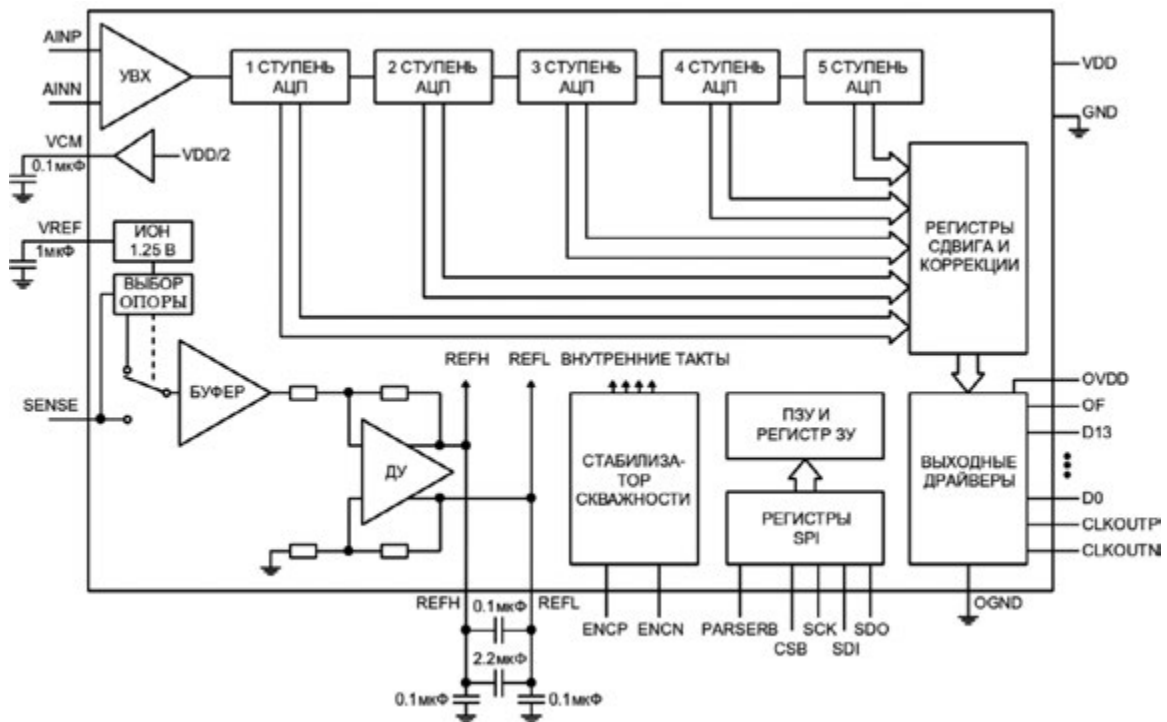 AINP
AINN
УВХ
1 СТУПЕНЬ
АЦП
2 СТУПЕНЬ
АЦП
3 СТУПЕНЬ
АЦП
4 СТУПЕНЬ
АЦП
5 СТУПЕНЬ
АЦП
VDD
GND
VCM
0.1мкФ
VDD/2
VREF
1мкФ
ИОН
1.25 В
ВЫБОР
ОПОРЫ
РЕГИСТРЫ
СДВИГА И
КОРРЕКЦИИ
SENSE
БУФЕР
ДУ
REFH
REFL
ВНУТРЕННИЕ ТАКТЫ
СТАБИЛИЗА-
ТОР
СКВАЖНОСТИ
ПЗУ И
РЕГИСТР ЗУ
РЕГИСТРЫ
SPI
ВЫХОДНЫЕ
ДРАЙВЕРЫ
OVDD
OF
D13
D0
CLKOUTP
CLKOUTN
OGND
REFH
0.1мкФ
REFL
2.2мкФ
0.1мкФ
0.1мкФ
ENCP
ENCN
PARSERB
CSB
SCK
SDI
SDO